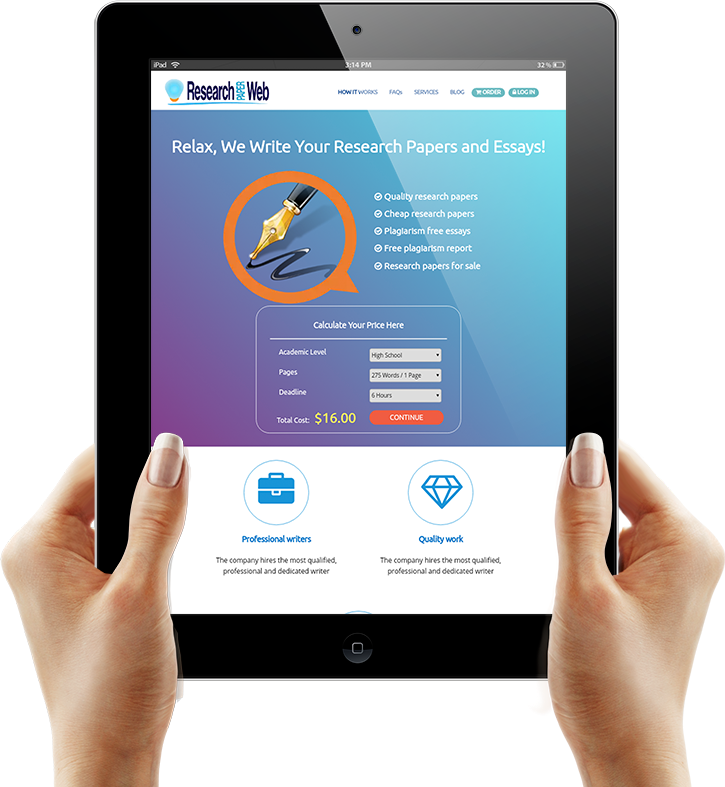 iPad 3:14 PM 32 %
Research PAPER Web
HOW IT WORKS FAQs SERVICES BLOG ORDER LOG IN
Relax, We Write Your Research Papers and Essays!
Quality research papers
Cheap research papers
Plagiarism free essays
Free plagiarism report
Research papers for sale
Calculate Your Price Here
Academic Level High School
Pages 275 Words / 1 Page
Deadline 6 Hours
Total Cost: $16.00 CONTINUE
Professional writers Quality work
The company hires the most qualified, The company hires the most qualified,
professional and dedicated writer professional and dedicated writer